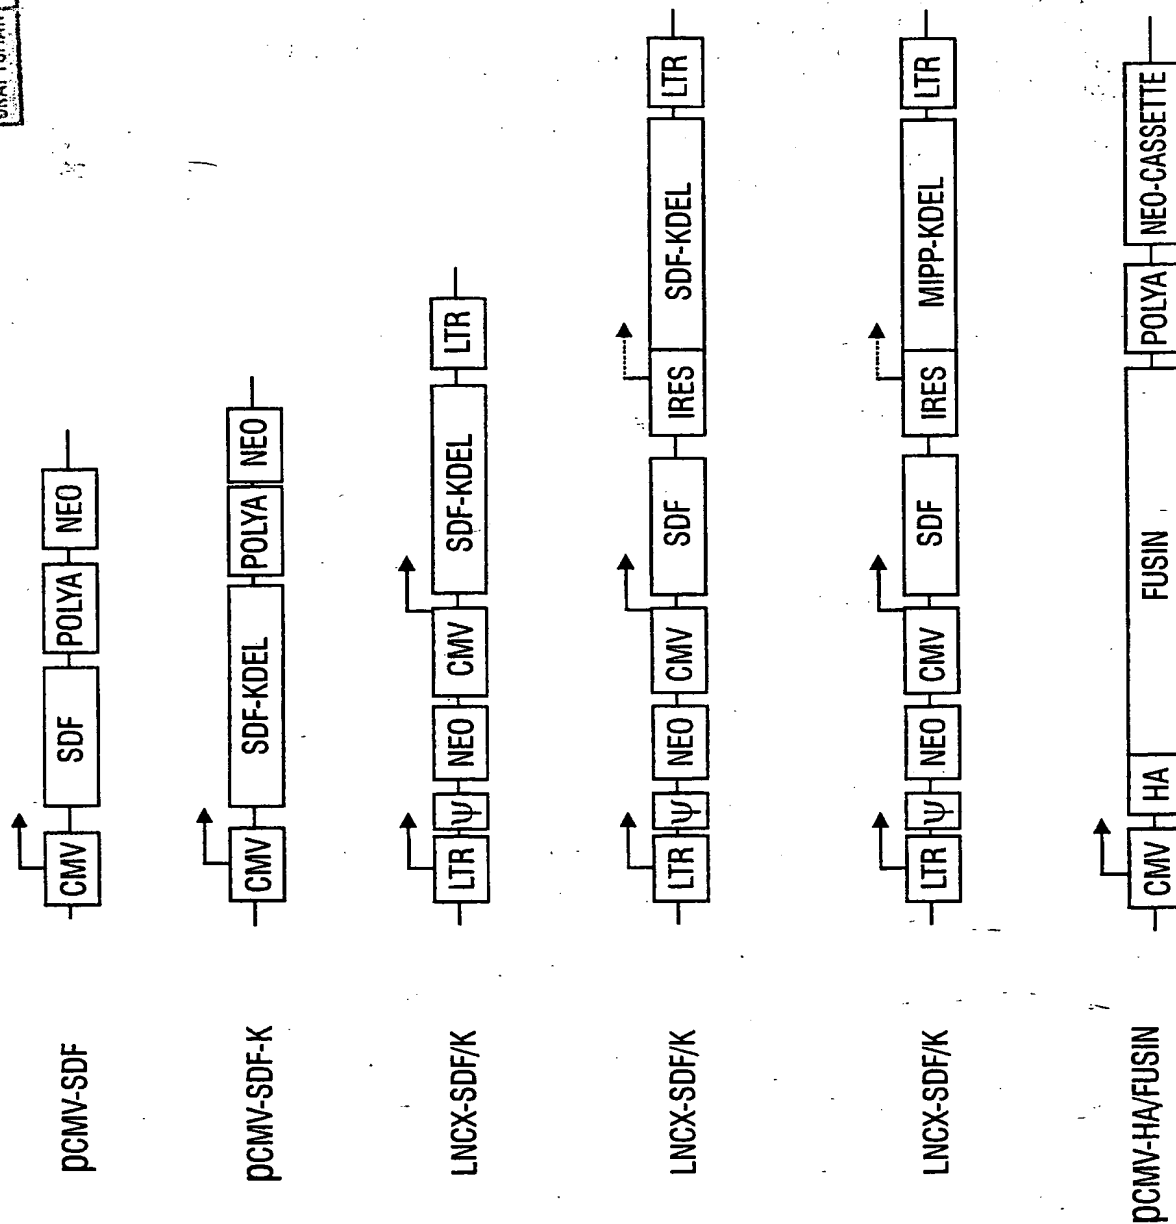 pCMV-SDF CMV SDF POLYA NEO
pCMV-SDF-K CMV SDF-KDEL POLYA NEO
LNCX-SDF/K LTR Ψ NEO CMV SDF-KDEL LTR
LNCX-SDF/K LTR Ψ NEO CMV SDF IRES SDF-KDEL LTR
LNCX-SDF/K LTR Ψ NEO CMV SDF IRES MIPP-KDEL LTR
pCMV-HA/FUSIN CMV HA FUSIN POLYA NEO-CASSETTE